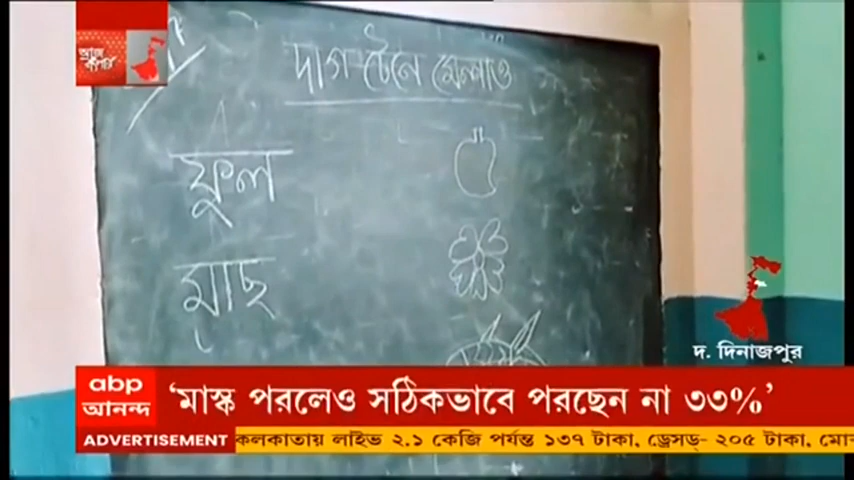 আজ বাংলায়
দাগ টেনে মেলাও
ফুল
মাছ
দ. দিনাজপুর
abp
আনন্দ
‘মাস্ক পরলেও সঠিকভাবে পরছেন না ৩৩%’
ADVERTISEMENT
কলকাতায় লাইভ ২.১ কেজি পর্যন্ত ১৩৭ টাকা, ড্রেসড্- ২০৫ টাকা,